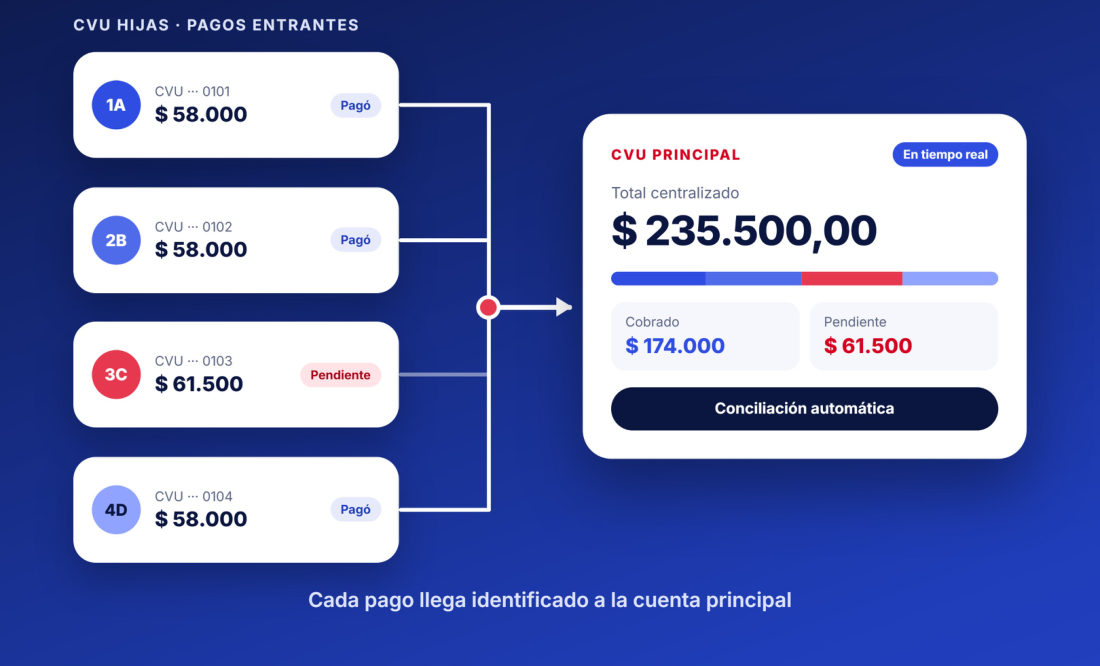 CVU HIJAS · PAGOS ENTRANTES
1A
CVU ··· 0101
$ 58.000
Pagó
2B
CVU ··· 0102
$ 58.000
Pagó
3C
CVU ··· 0103
$ 61.500
Pendiente
4D
CVU ··· 0104
$ 58.000
Pagó
CVU PRINCIPAL
En tiempo real
Total centralizado
$ 235.500,00
Cobrado
$ 174.000
Pendiente
$ 61.500
Conciliación automática
Cada pago llega identificado a la cuenta principal